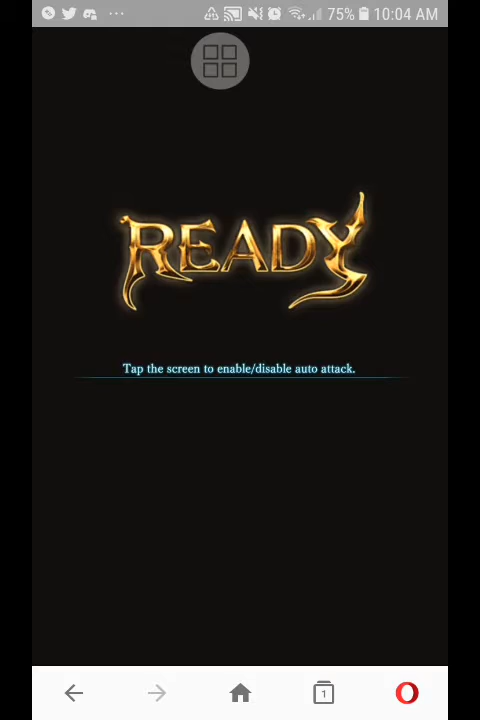 75% 10:04 AM
READY
Tap the screen to enable/disable auto attack.
1